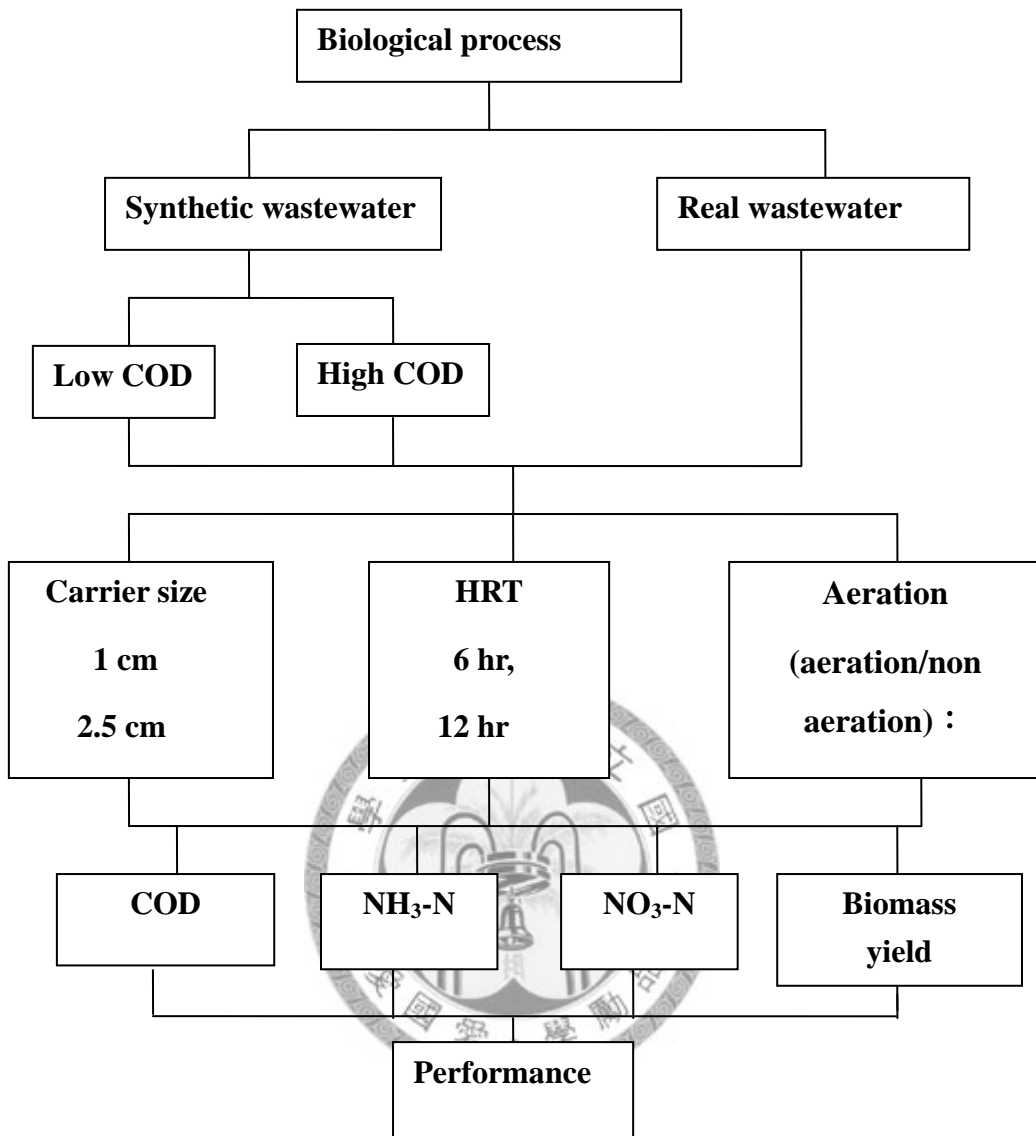 Biological process
Synthetic wastewater
Real wastewater
Low COD
High COD
Carrier size
1 cm
2.5 cm
HRT
6 hr,
12 hr
Aeration
(aeration/non
aeration)：
COD
NH₃-N
NO₃-N
Biomass
yield
Performance